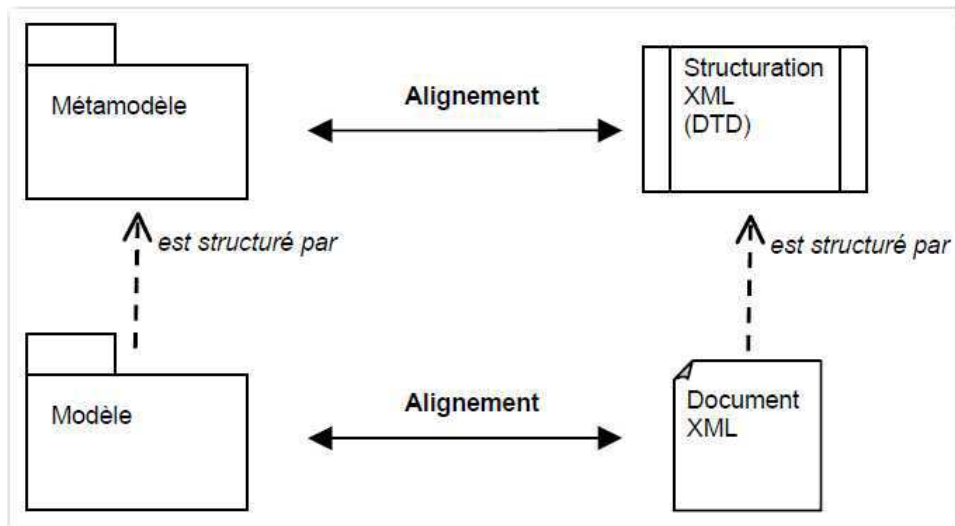 Métamodèle
Alignement
Structuration
XML
(DTD)
est structuré par
est structuré par
Modèle
Alignement
Document
XML